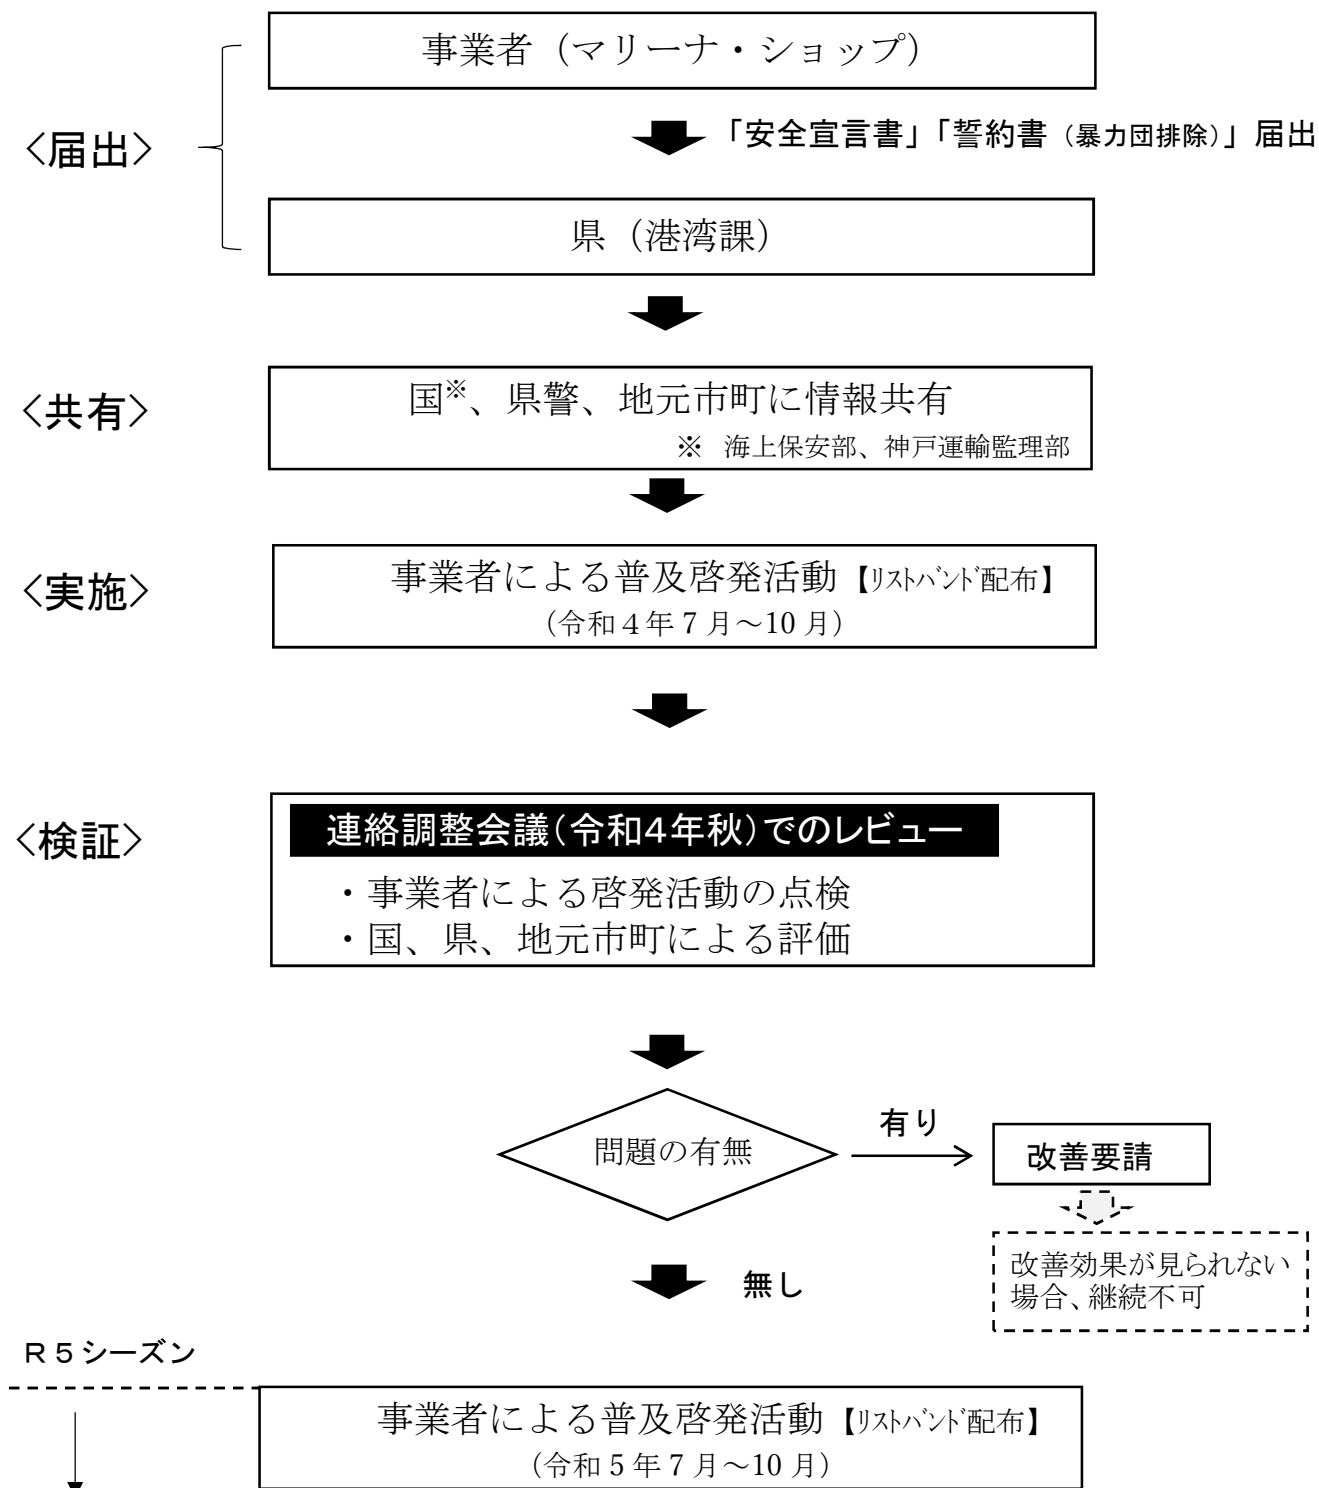 事業者（マリーナ・ショップ）
〈届出〉
「安全宣言書」「誓約書（暴力団排除）」届出
県（港湾課）
〈共有〉
国※、県警、地元市町に情報共有
※ 海上保安部、神戸運輸監理部
〈実施〉
事業者による普及啓発活動【ﾘｽﾄﾊﾞﾝﾄﾞ配布】
（令和４年７月～10月）
〈検証〉
連絡調整会議（令和４年秋）でのレビュー
・事業者による啓発活動の点検
・国、県、地元市町による評価
問題の有無
有り
改善要請
無し
改善効果が見られない
場合、継続不可
Ｒ５シーズン
事業者による普及啓発活動【ﾘｽﾄﾊﾞﾝﾄﾞ配布】
（令和５年７月～10月）